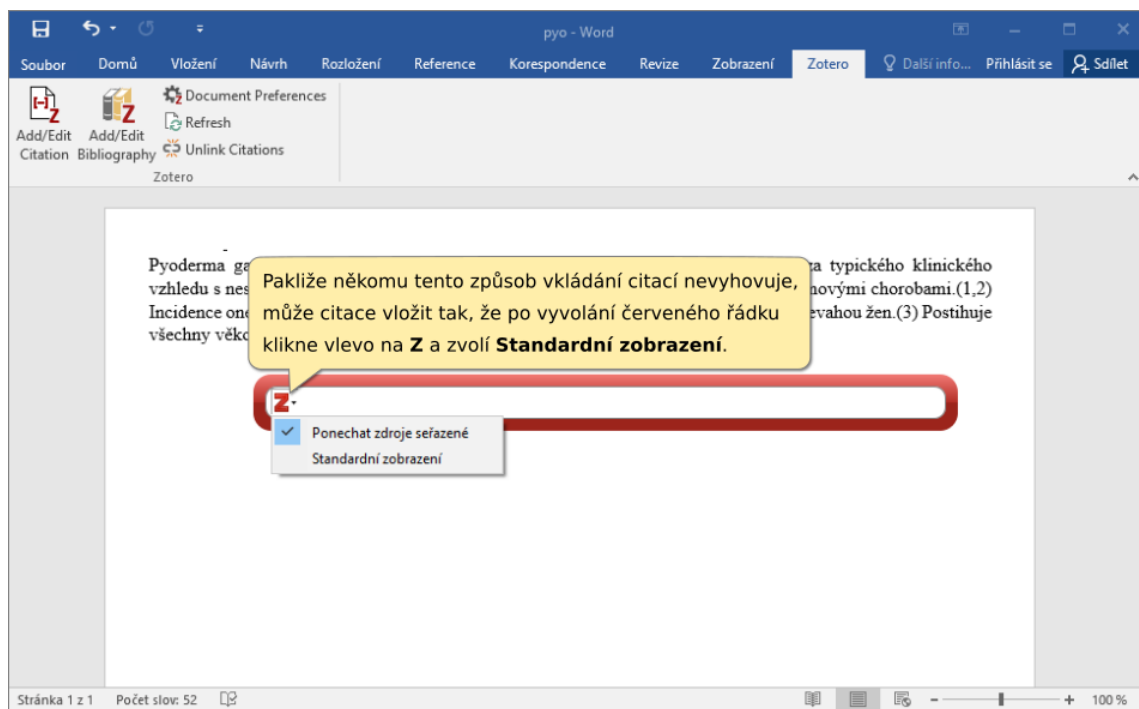 pyo - Word
Soubor Domů Vložení Návrh Rozložení Reference Korespondence Revize Zobrazení Zotero Další info... Přihlásit se Sdílet
Add/Edit Citation
Add/Edit Bibliography
Document Preferences
Refresh
Unlink Citations
Zotero
Pyoderma za typického klinického
vzhledu s novými chorobami.(1,2)
Incidence evahou žen.(3) Postihuje
všechny
Pakliže někomu tento způsob vkládání citací nevyhovuje,
může citace vložit tak, že po vyvolání červeného řádku
klikne vlevo na Z a zvolí Standardní zobrazení.
Z
Ponechat zdroje seřazené
Standardní zobrazení
Stránka 1 z 1 Počet slov: 52 100 %